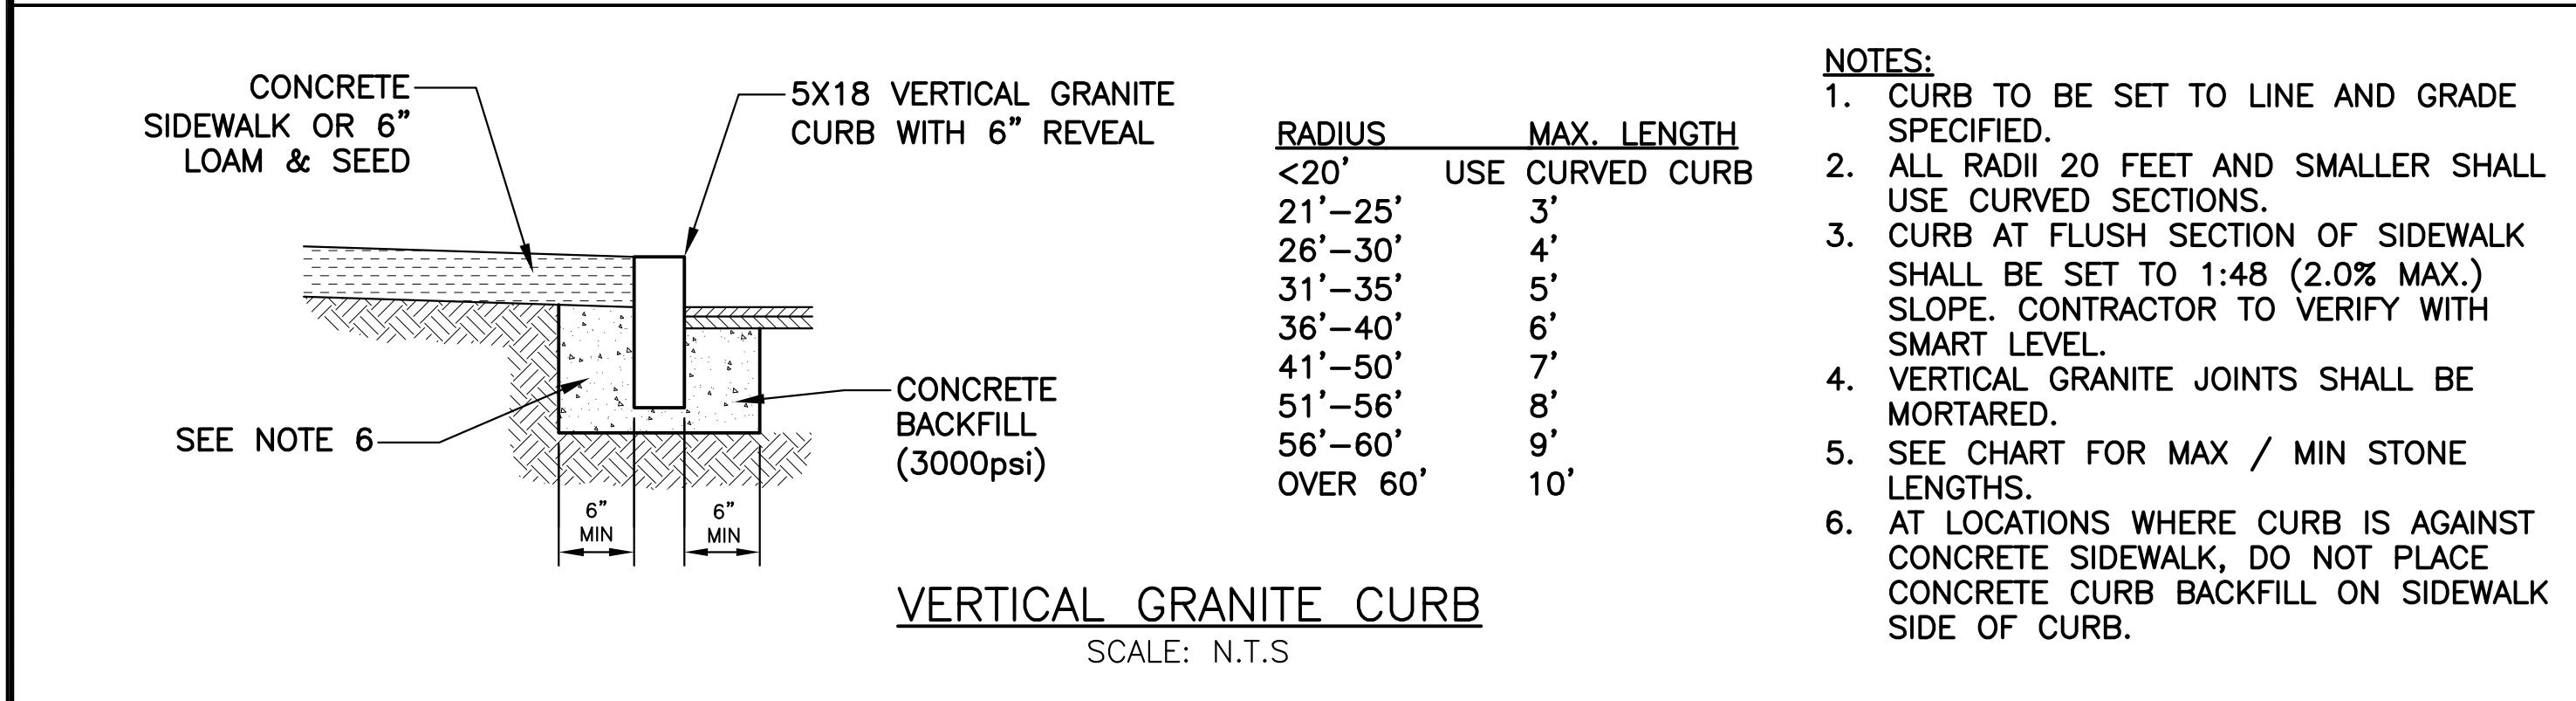 CONCRETE
SIDEWALK OR 6”
LOAM & SEED
5X18 VERTICAL GRANITE
CURB WITH 6” REVEAL
SEE NOTE 6
CONCRETE
BACKFILL
(3000psi)
6”
MIN
6”
MIN
VERTICAL GRANITE CURB
SCALE: N.T.S
RADIUS MAX. LENGTH
<20’ USE CURVED CURB
21’–25’ 3’
26’–30’ 4’
31’–35’ 5’
36’–40’ 6’
41’–50’ 7’
51’–56’ 8’
56’–60’ 9’
OVER 60’ 10’
NOTES:
1. CURB TO BE SET TO LINE AND GRADE
SPECIFIED.
2. ALL RADII 20 FEET AND SMALLER SHALL
USE CURVED SECTIONS.
3. CURB AT FLUSH SECTION OF SIDEWALK
SHALL BE SET TO 1:48 (2.0% MAX.)
SLOPE. CONTRACTOR TO VERIFY WITH
SMART LEVEL.
4. VERTICAL GRANITE JOINTS SHALL BE
MORTARED.
5. SEE CHART FOR MAX / MIN STONE
LENGTHS.
6. AT LOCATIONS WHERE CURB IS AGAINST
CONCRETE SIDEWALK, DO NOT PLACE
CONCRETE CURB BACKFILL ON SIDEWALK
SIDE OF CURB.